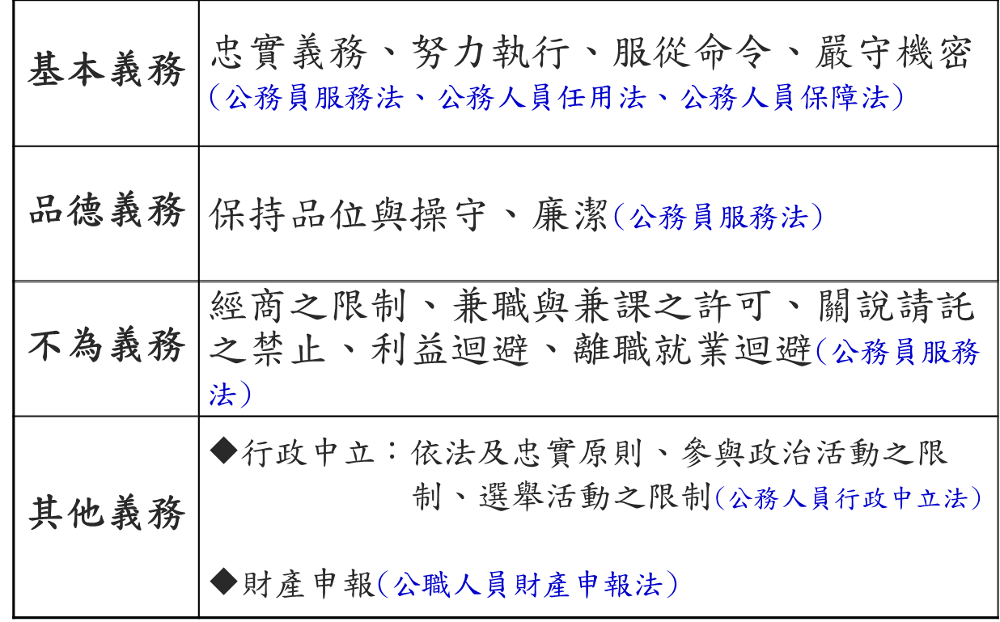 基本義務
忠實義務、努力執行、服從命令、嚴守機密
(公務員服務法、公務人員任用法、公務人員保障法)
品德義務
保持品位與操守、廉潔(公務員服務法)
不為義務
經商之限制、兼職與兼課之許可、關說請託
之禁止、利益迴避、離職就業迴避(公務員服務
法)
其他義務
◆行政中立：依法及忠實原則、參與政治活動之限
制、選舉活動之限制(公務人員行政中立法)
◆財產申報(公職人員財產申報法)